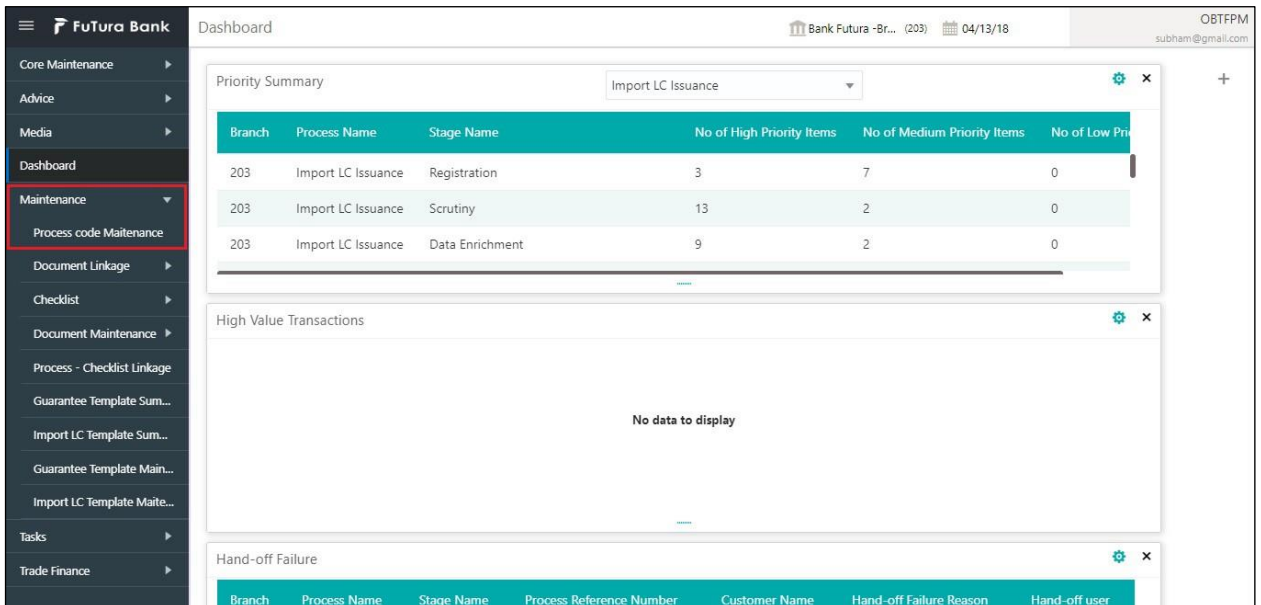 FuTura Bank
Dashboard
Bank Futura -Br... (203) 04/13/18
OBTFPM
subham@gmail.com
Core Maintenance
Advice
Media
Dashboard
Maintenance
Process code Maitenance
Document Linkage
Checklist
Document Maintenance
Process - Checklist Linkage
Guarantee Template Sum...
Import LC Template Sum...
Guarantee Template Main...
Import LC Template Maite...
Tasks
Trade Finance
Priority Summary Import LC Issuance
Branch Process Name Stage Name No of High Priority Items No of Medium Priority Items No of Low Pri
203 Import LC Issuance Registration 3 7 0
203 Import LC Issuance Scrutiny 13 2 0
203 Import LC Issuance Data Enrichment 9 2 0
High Value Transactions
No data to display
Hand-off Failure
Branch Process Name Stage Name Process Reference Number Customer Name Hand-off Failure Reason Hand-off user